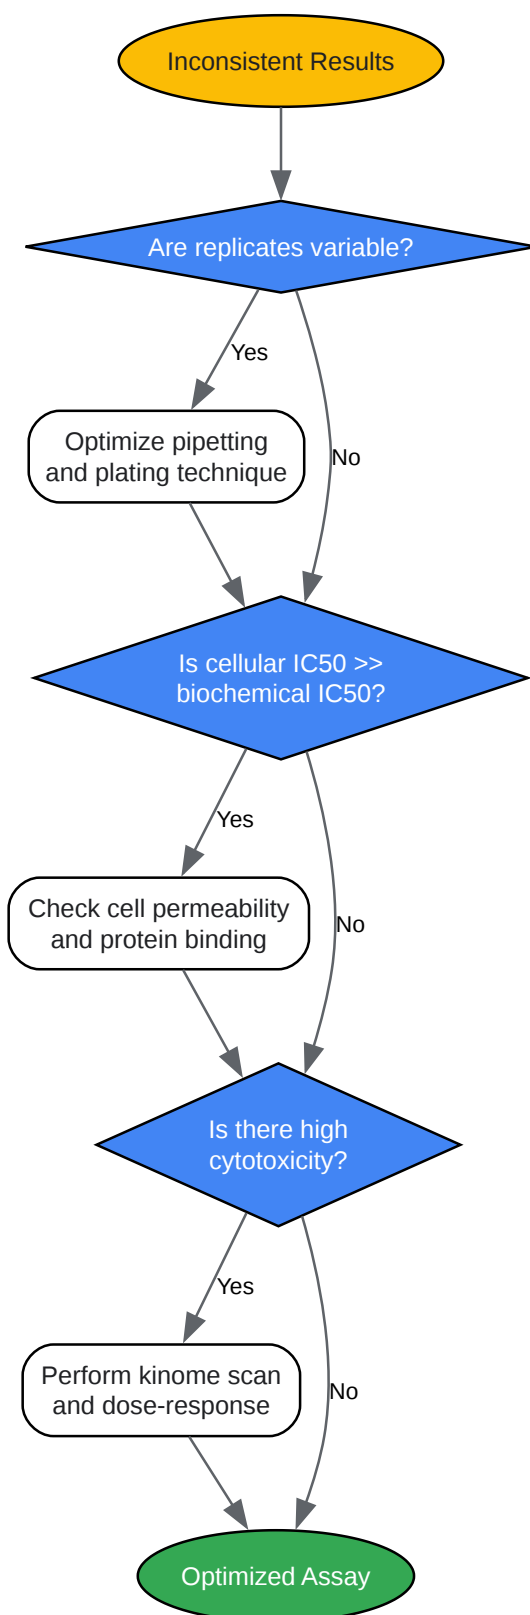 Inconsistent Results
Are replicates variable?
Yes
Optimize pipetting
and plating technique
No
Is cellular IC50 >>
biochemical IC50?
Yes
Check cell permeability
and protein binding
No
Is there high
cytotoxicity?
Yes
Perform kinome scan
and dose-response
No
Optimized Assay